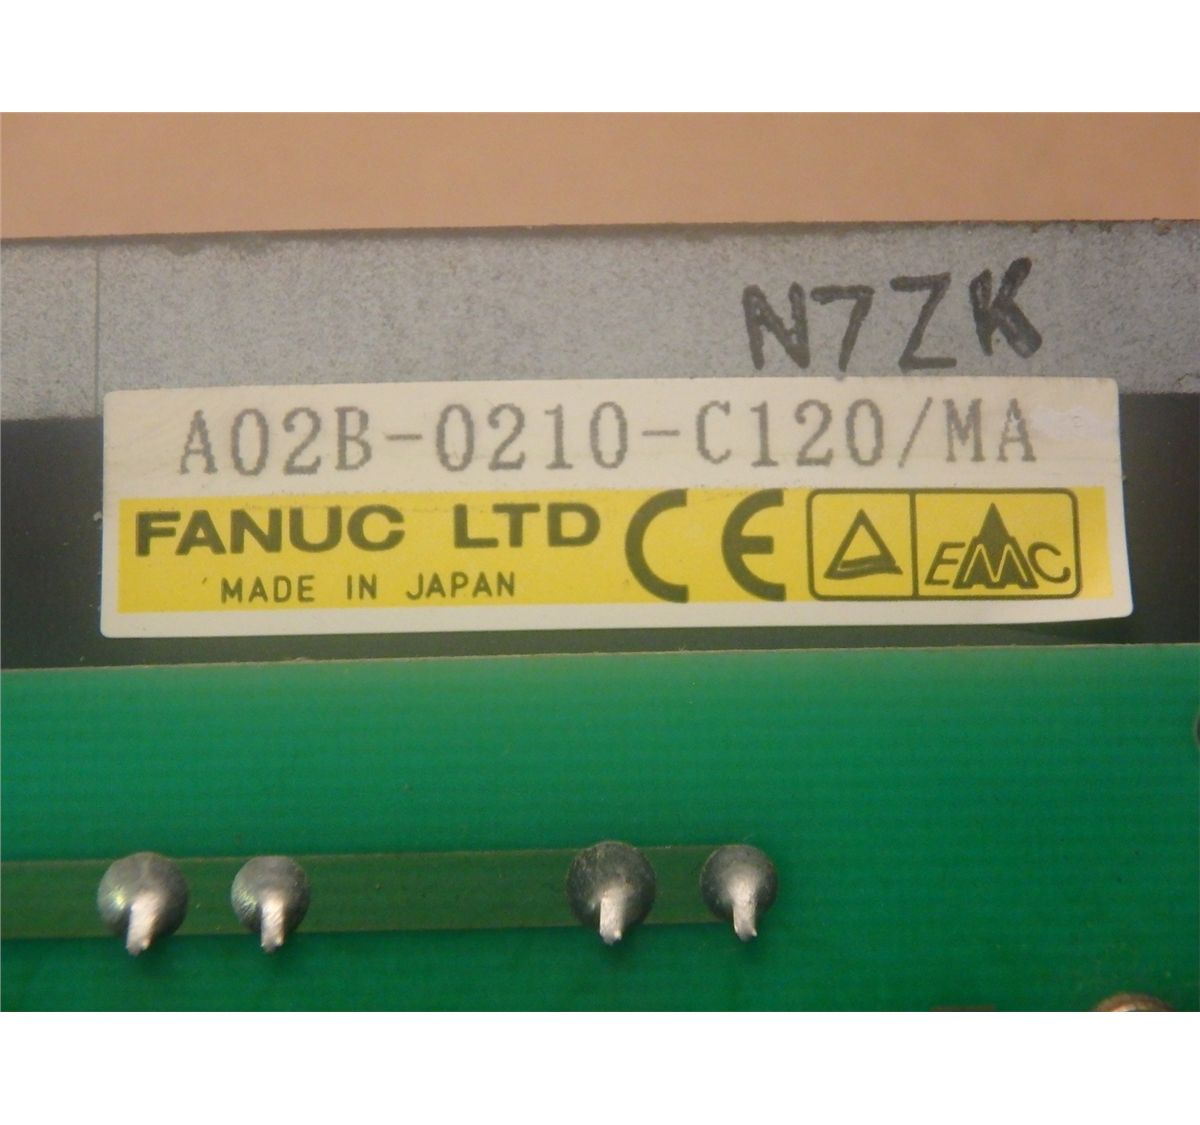 N7ZK
A02B-0210-C120/MA
FANUC LTD CE EMC
MADE IN JAPAN